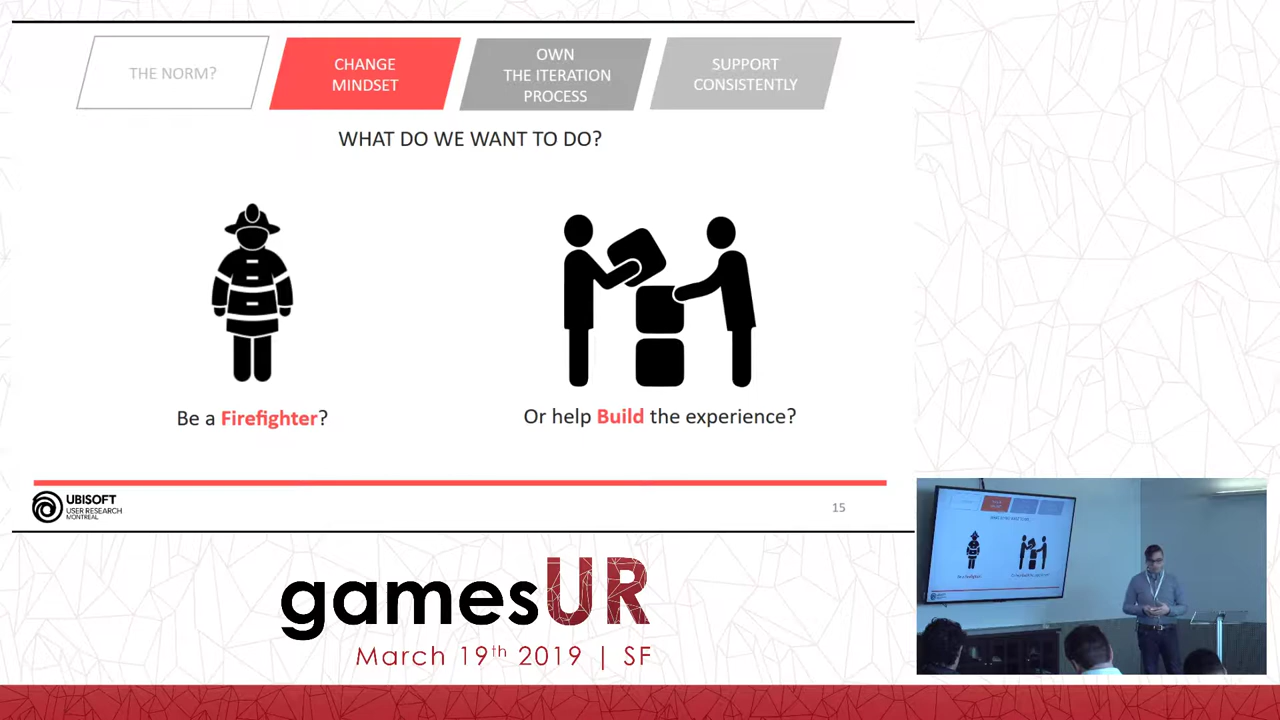 THE NORM?
CHANGE
MINDSET
OWN
THE ITERATION
PROCESS
SUPPORT
CONSISTENTLY
WHAT DO WE WANT TO DO?
Be a Firefighter?
Or help Build the experience?
UBISOFT
USER RESEARCH
MONTREAL
15
gamesUR
March 19th 2019 | SF